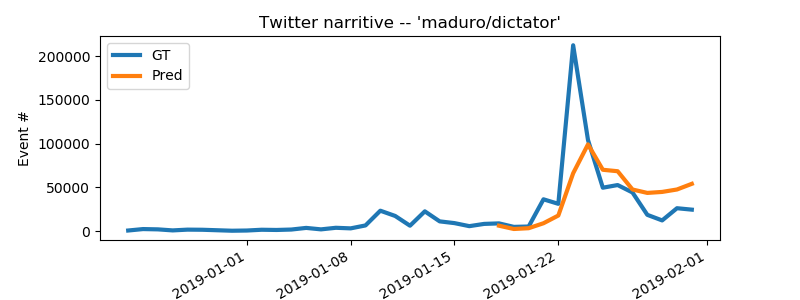 Twitter narritive -- 'maduro/dictator'
GT
Pred
Event #
200000
150000
100000
50000
0
2019-01-01
2019-01-08
2019-01-15
2019-01-22
2019-02-01